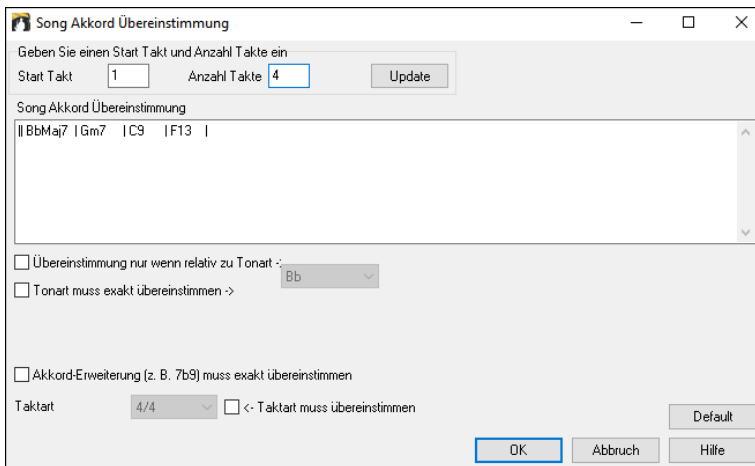 Song Akkord Übereinstimmung
Geben Sie einen Start Takt und Anzahl Takte ein
Start Takt 1 Anzahl Takte 4 Update
Song Akkord Übereinstimmung
|| BbMaj7 | Gm7 | C9 | F13 |
Übereinstimmung nur wenn relativ zu Tonart -:
Bb
Tonart muss exakt übereinstimmen ->
Akkord-Erweiterung (z. B. 7b9) muss exakt übereinstimmen
Taktart 4/4 <- Taktart muss übereinstimmen
Default
OK Abbruch Hilfe